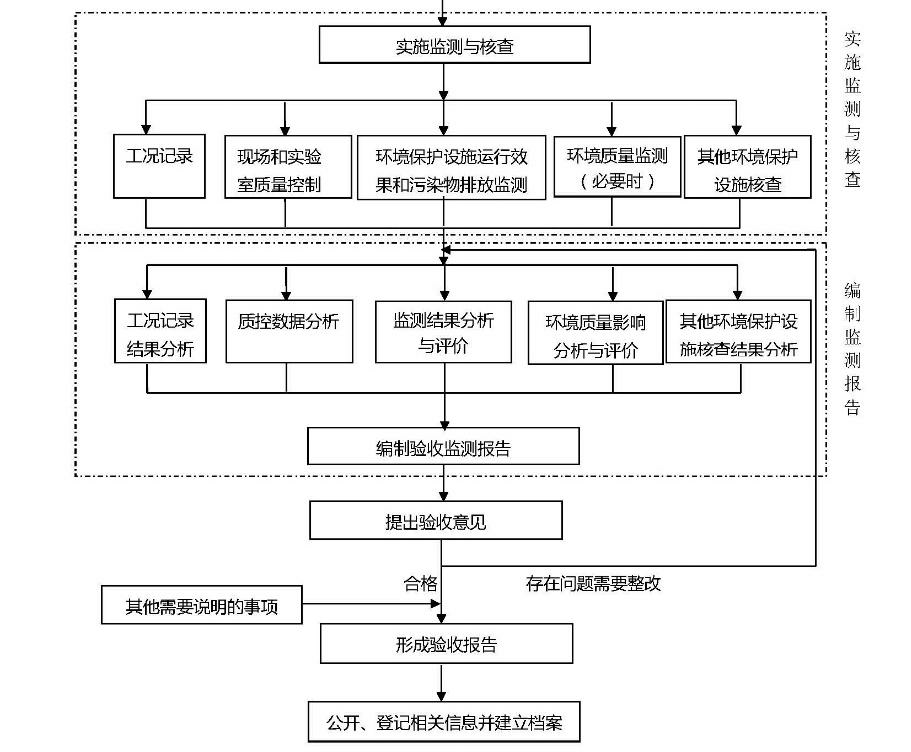 实施监测与核查
工况记录
现场和实验
室质量控制
环境保护设施运行效
果和污染物排放监测
环境质量监测
（必要时）
其他环境保护
设施核查
实施监测与核查
工况记录
结果分析
质控数据分析
监测结果分析
与评价
环境质量影响
分析与评价
其他环境保护设
施核查结果分析
编制监测报告
编制验收监测报告
提出验收意见
合格
存在问题需要整改
其他需要说明的事项
形成验收报告
公开、登记相关信息并建立档案